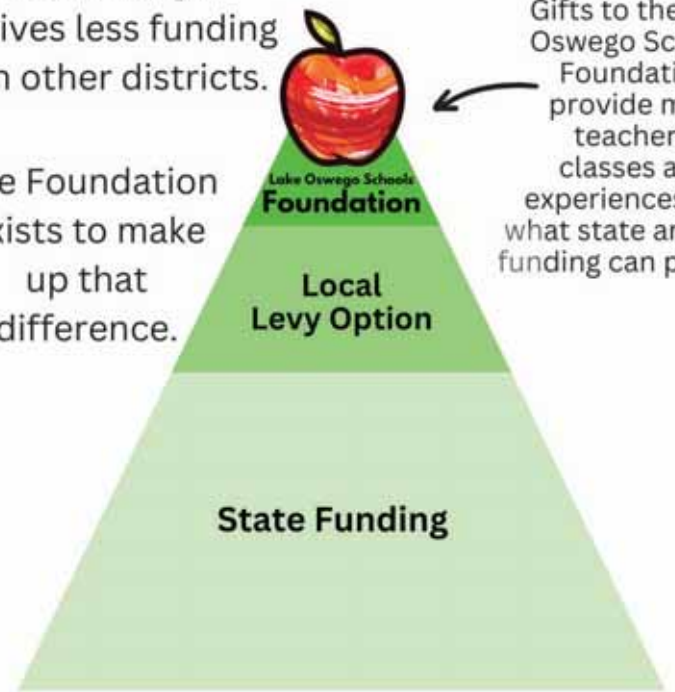 ives less funding
n other districts.
e Foundation
xists to make
up that
difference.
Gifts to the
Oswego Sc
Foundati
provide m
teacher
classes a
experiences
what state ar
funding can p
Lake Oswego Schools
Foundation
Local
Levy Option
State Funding